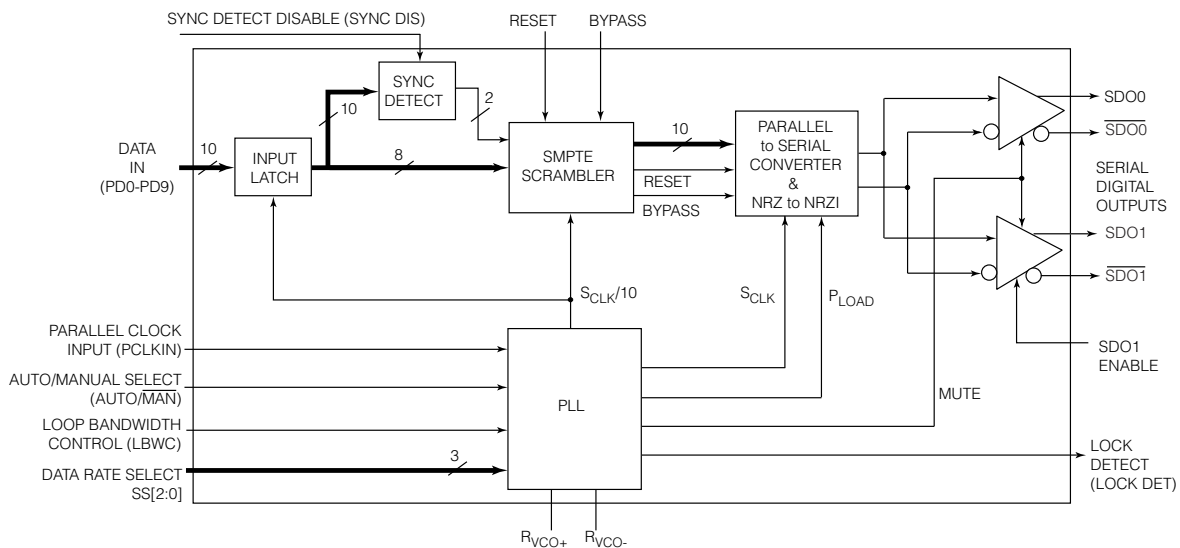 SYNC DETECT DISABLE (SYNC DIS)
RESET
BYPASS
SYNC
DETECT
10
2
DATA
IN
(PD0-PD9)
10
INPUT
LATCH
8
SMPTE
SCRAMBLER
10
RESET
BYPASS
PARALLEL
to SERIAL
CONVERTER
&
NRZ to NRZI
SDO0
SDO0
SERIAL
DIGITAL
OUTPUTS
SDO1
SDO1
SCLK/10
SCLK
PLOAD
SDO1
ENABLE
PARALLEL CLOCK
INPUT (PCLKIN)
AUTO/MANUAL SELECT
(AUTO/MAN)
LOOP BANDWIDTH
CONTROL (LBWC)
DATA RATE SELECT
SS[2:0]
3
PLL
MUTE
LOCK
DETECT
(LOCK DET)
RVCO+
RVCO-